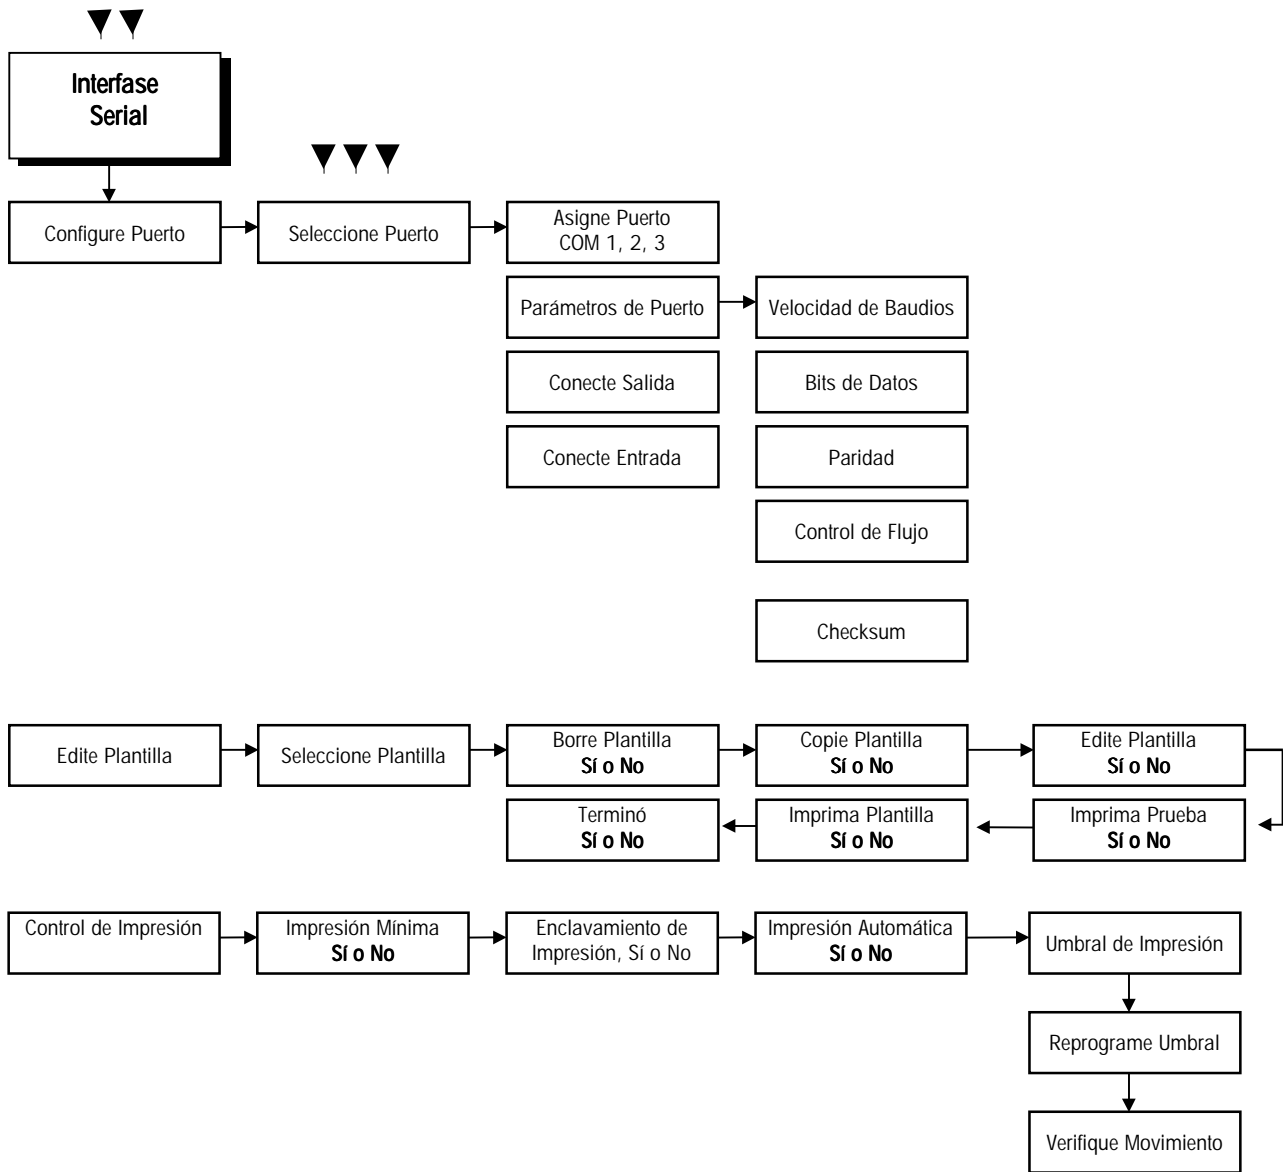 Interfase
Serial
Configure Puerto
Seleccione Puerto
Asigne Puerto
COM 1, 2, 3
Parámetros de Puerto
Velocidad de Baudios
Conecte Salida
Bits de Datos
Conecte Entrada
Paridad
Control de Flujo
Checksum
Edite Plantilla
Seleccione Plantilla
Borre Plantilla
Sí o No
Copie Plantilla
Sí o No
Edite Plantilla
Sí o No
Terminó
Sí o No
Imprima Plantilla
Sí o No
Imprima Prueba
Sí o No
Control de Impresión
Impresión Mínima
Sí o No
Enclavamiento de
Impresión, Sí o No
Impresión Automática
Sí o No
Umbral de Impresión
Reprograme Umbral
Verifique Movimiento